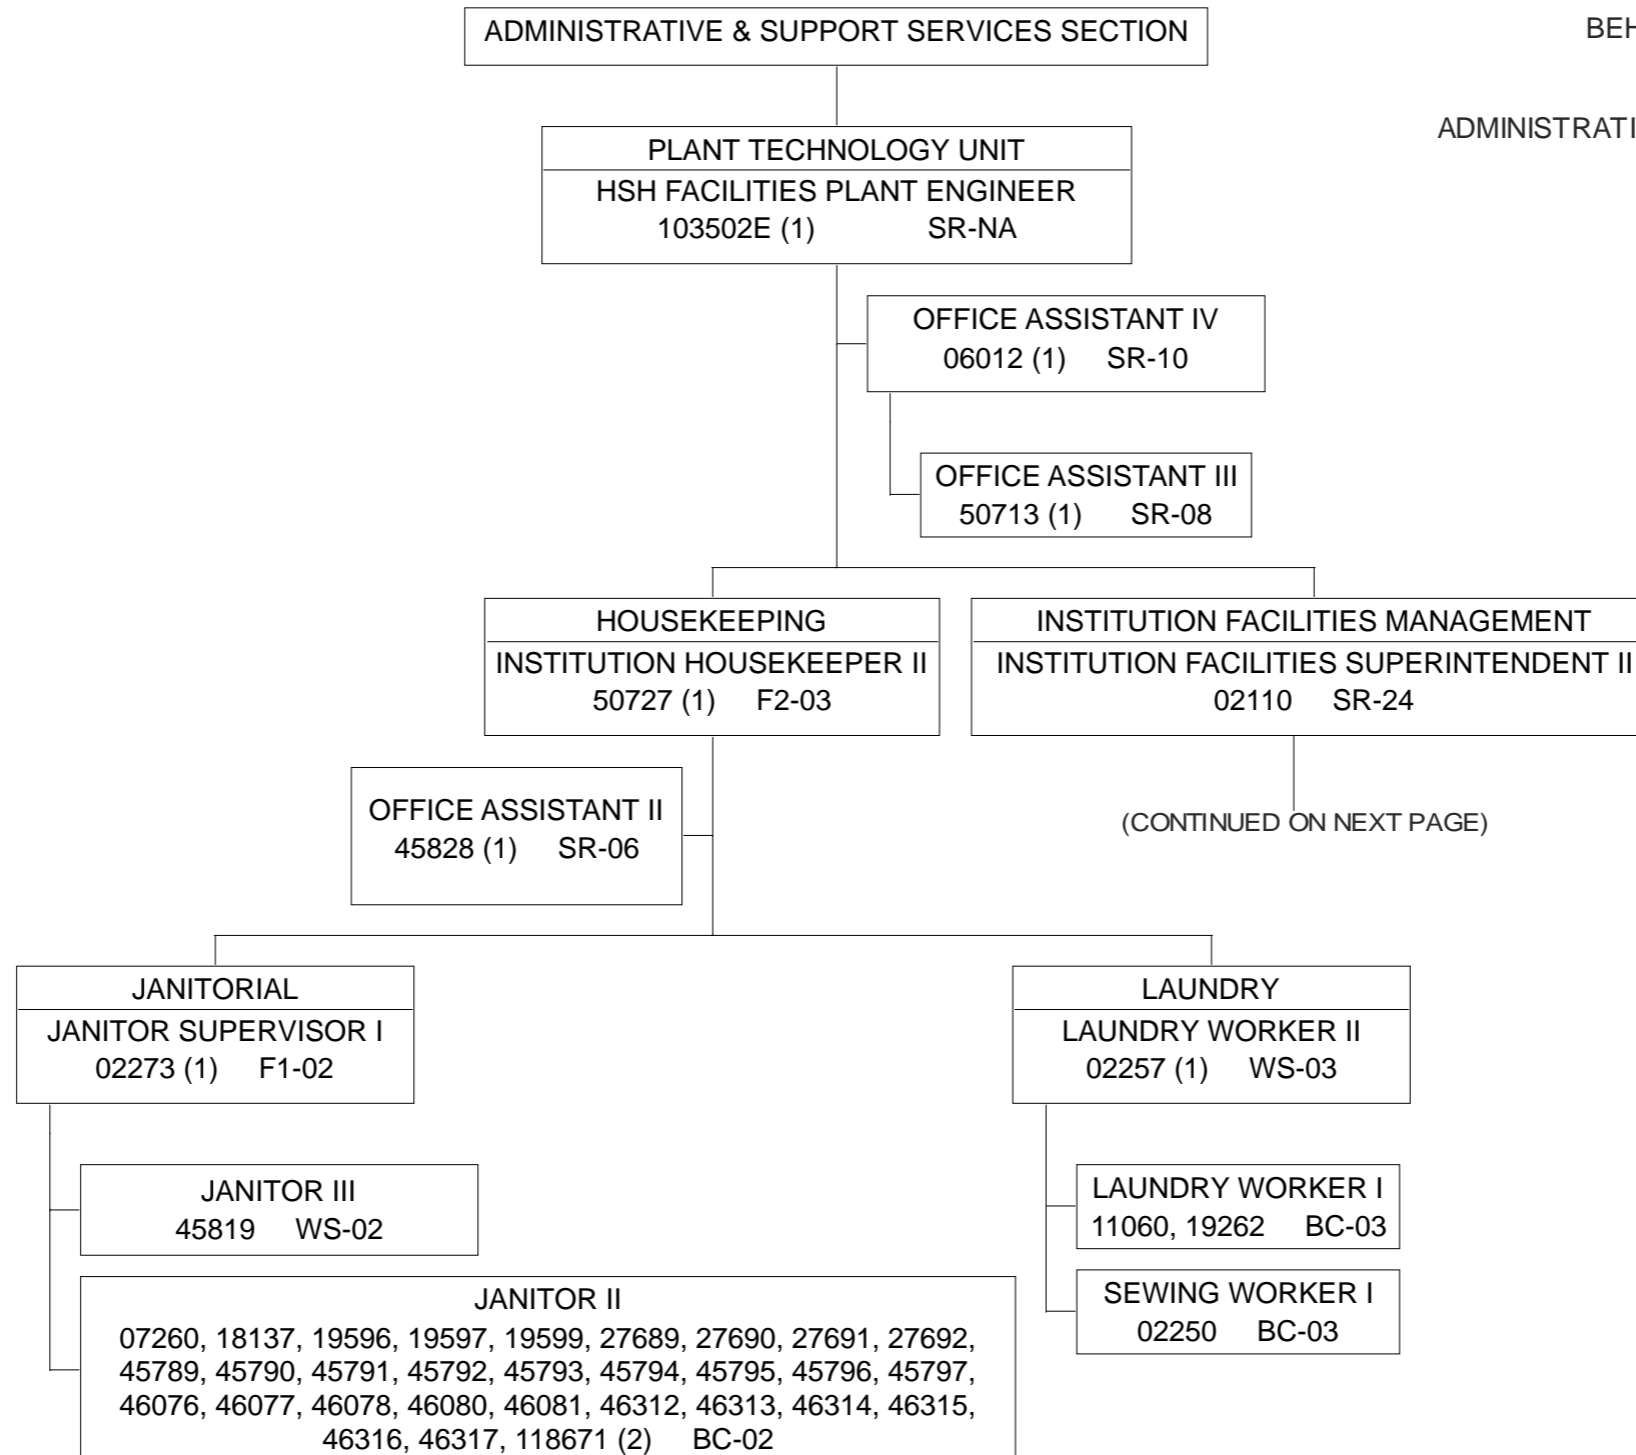 ADMINISTRATIVE & SUPPORT SERVICES SECTION
BEH
ADMINISTRATI
PLANT TECHNOLOGY UNIT
HSH FACILITIES PLANT ENGINEER
103502E (1) SR-NA
OFFICE ASSISTANT IV
06012 (1) SR-10
OFFICE ASSISTANT III
50713 (1) SR-08
HOUSEKEEPING
INSTITUTION HOUSEKEEPER II
50727 (1) F2-03
INSTITUTION FACILITIES MANAGEMENT
INSTITUTION FACILITIES SUPERINTENDENT II
02110 SR-24
(CONTINUED ON NEXT PAGE)
OFFICE ASSISTANT II
45828 (1) SR-06
JANITORIAL
JANITOR SUPERVISOR I
02273 (1) F1-02
JANITOR III
45819 WS-02
JANITOR II
07260, 18137, 19596, 19597, 19599, 27689, 27690, 27691, 27692,
45789, 45790, 45791, 45792, 45793, 45794, 45795, 45796, 45797,
46076, 46077, 46078, 46080, 46081, 46312, 46313, 46314, 46315,
46316, 46317, 118671 (2) BC-02
LAUNDRY
LAUNDRY WORKER II
02257 (1) WS-03
LAUNDRY WORKER I
11060, 19262 BC-03
SEWING WORKER I
02250 BC-03